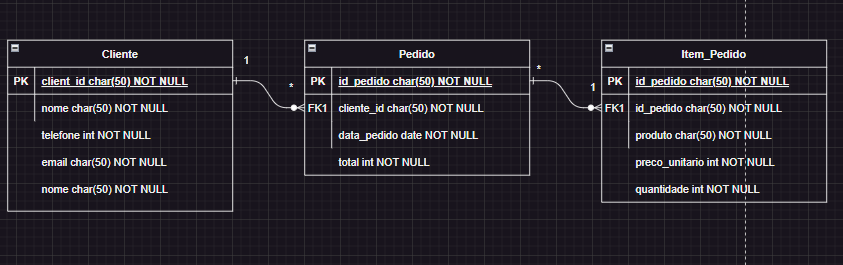 Cliente
PK client_id char(50) NOT NULL
nome char(50) NOT NULL
telefone int NOT NULL
email char(50) NOT NULL
nome char(50) NOT NULL
1
*
Pedido
PK id_pedido char(50) NOT NULL
FK1 cliente_id char(50) NOT NULL
data_pedido date NOT NULL
total int NOT NULL
*
1
Item_Pedido
PK id_pedido char(50) NOT NULL
FK1 id_pedido char(50) NOT NULL
produto char(50) NOT NULL
preco_unitario int NOT NULL
quantidade int NOT NULL